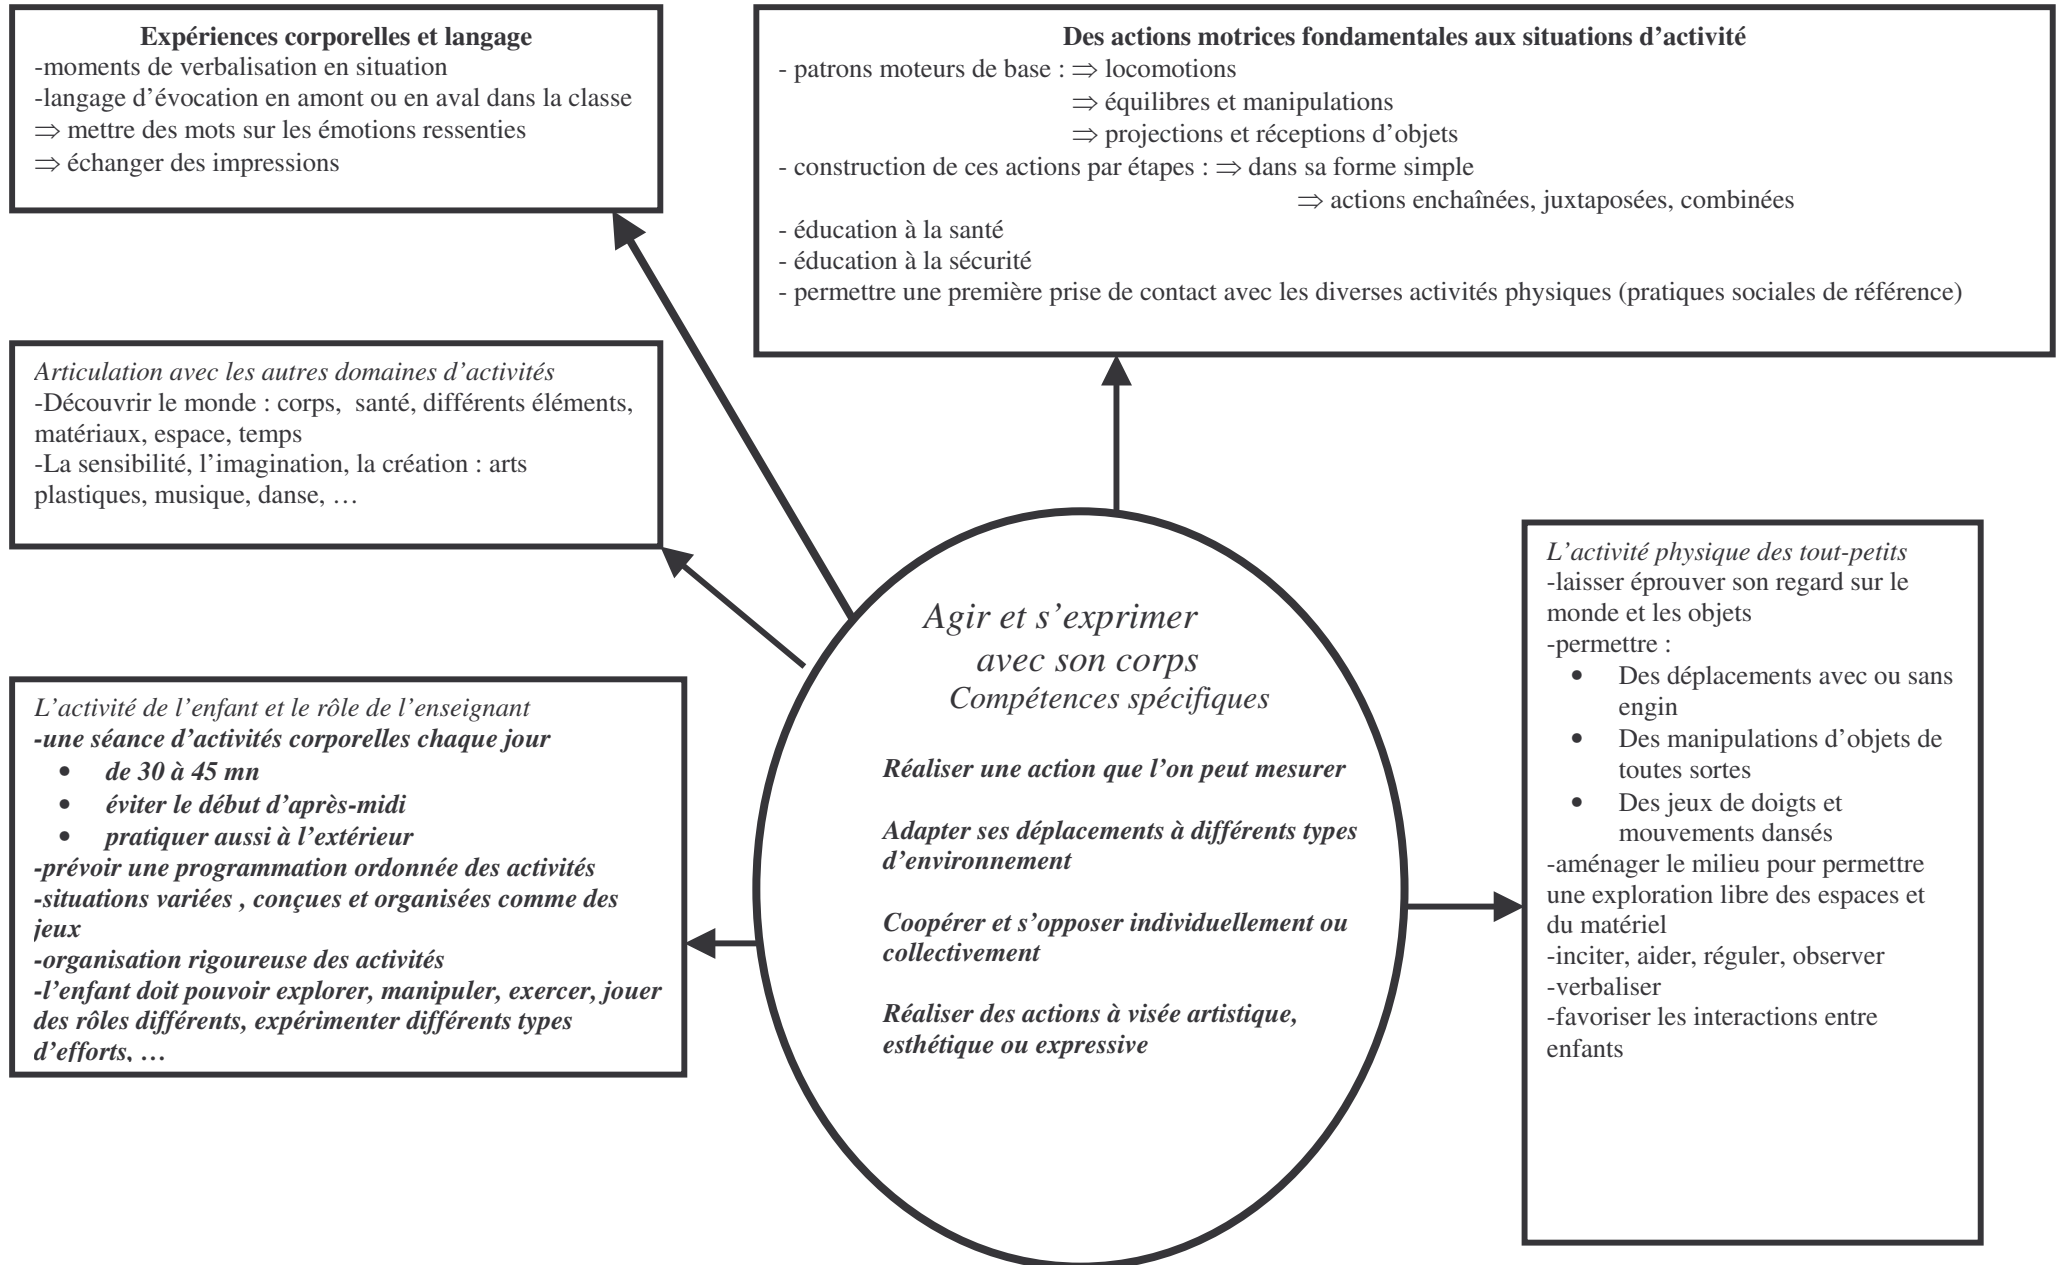 Expériences corporelles et langage
-moments de verbalisation en situation
-langage d’évocation en amont ou en aval dans la classe
⇒ mettre des mots sur les émotions ressenties
⇒ échanger des impressions
Des actions motrices fondamentales aux situations d’activité
- patrons moteurs de base : ⇒ locomotions
⇒ équilibres et manipulations
⇒ projections et réceptions d’objets
- construction de ces actions par étapes : ⇒ dans sa forme simple
⇒ actions enchaînées, juxtaposées, combinées
- éducation à la santé
- éducation à la sécurité
- permettre une première prise de contact avec les diverses activités physiques (pratiques sociales de référence)
Articulation avec les autres domaines d’activités
-Découvrir le monde : corps, santé, différents éléments,
matériaux, espace, temps
-La sensibilité, l’imagination, la création : arts
plastiques, musique, danse, …
L’activité de l’enfant et le rôle de l’enseignant
-une séance d’activités corporelles chaque jour
• de 30 à 45 mn
• éviter le début d’après-midi
• pratiquer aussi à l’extérieur
-prévoir une programmation ordonnée des activités
-situations variées , conçues et organisées comme des
jeux
-organisation rigoureuse des activités
-l’enfant doit pouvoir explorer, manipuler, exercer, jouer
des rôles différents, expérimenter différents types
d’efforts, …
Agir et s’exprimer
avec son corps
Compétences spécifiques
Réaliser une action que l’on peut mesurer
Adapter ses déplacements à différents types
d’environnement
Coopérer et s’opposer individuellement ou
collectivement
Réaliser des actions à visée artistique,
esthétique ou expressive
L’activité physique des tout-petits
-laisser éprouver son regard sur le
monde et les objets
-permettre :
• Des déplacements avec ou sans
engin
• Des manipulations d’objets de
toutes sortes
• Des jeux de doigts et
mouvements dansés
-aménager le milieu pour permettre
une exploration libre des espaces et
du matériel
-inciter, aider, réguler, observer
-verbaliser
-favoriser les interactions entre
enfants